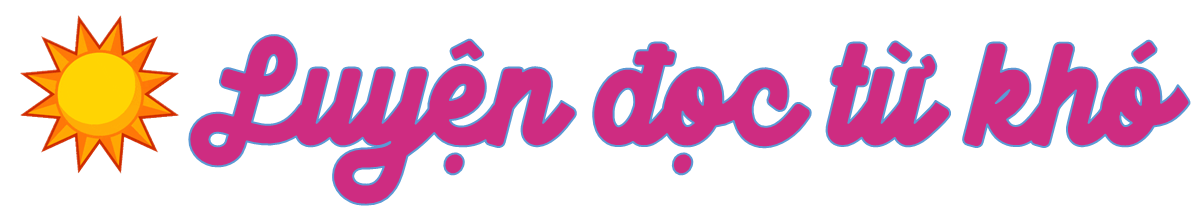 Luyện đọc từ khó